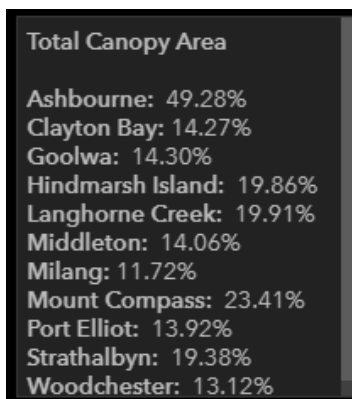 Total Canopy Area
Ashbourne: 49.28%
Clayton Bay: 14.27%
Goolwa: 14.30%
Hindmarsh Island: 19.86%
Langhorne Creek: 19.91%
Middleton: 14.06%
Milang: 11.72%
Mount Compass: 23.41%
Port Elliot: 13.92%
Strathalbyn: 19.38%
Woodchester: 13.12%